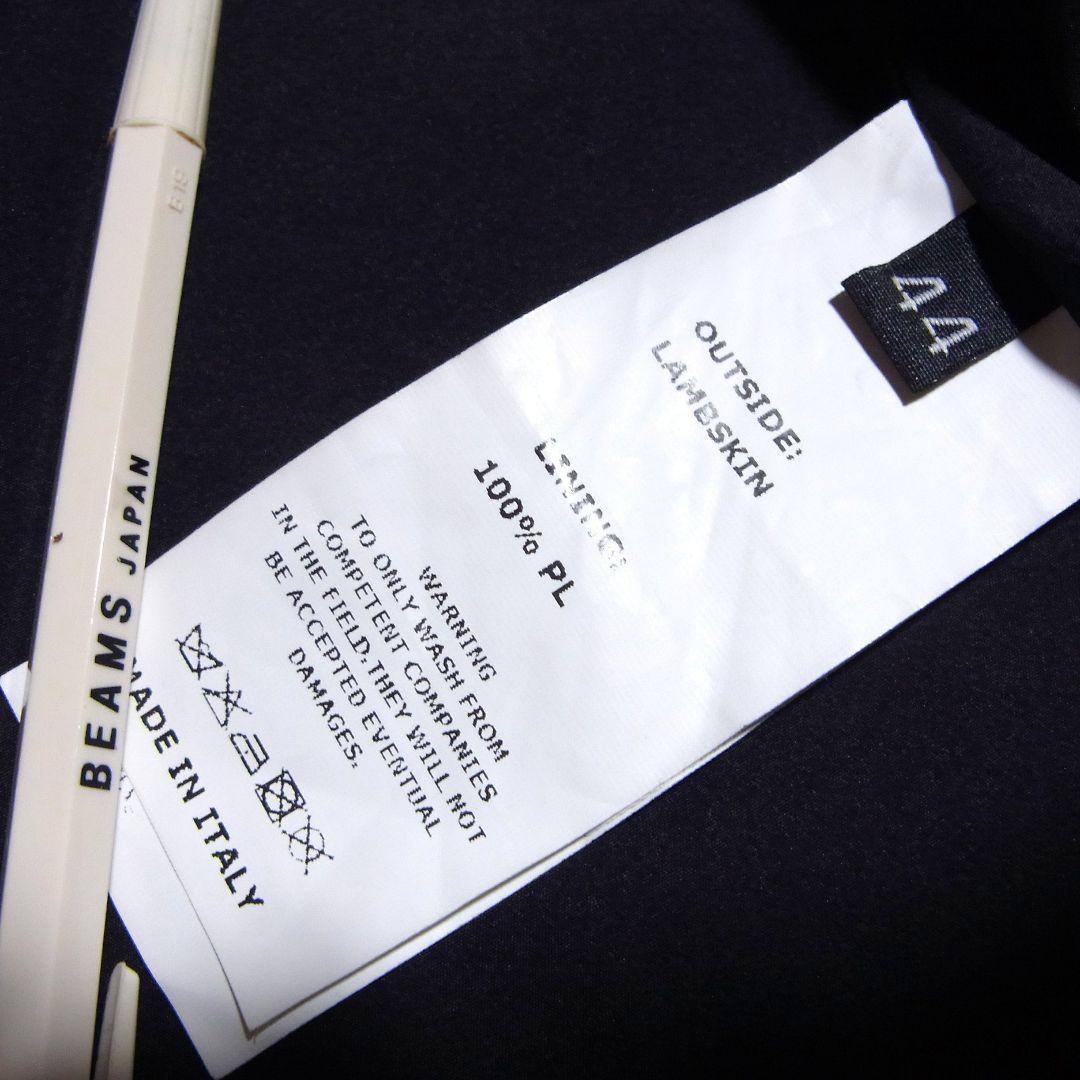 44
OUTSIDE:
LAMBSKIN
LINING:
100% PL
WARNING
TO ONLY WASH FROM
COMPETENT COMPANIES
IN THE FIELD: THEY WILL NOT
BE ACCEPTED EVENTUAL
DAMAGES.
MADE IN ITALY
BEAMS JAPAN
B19